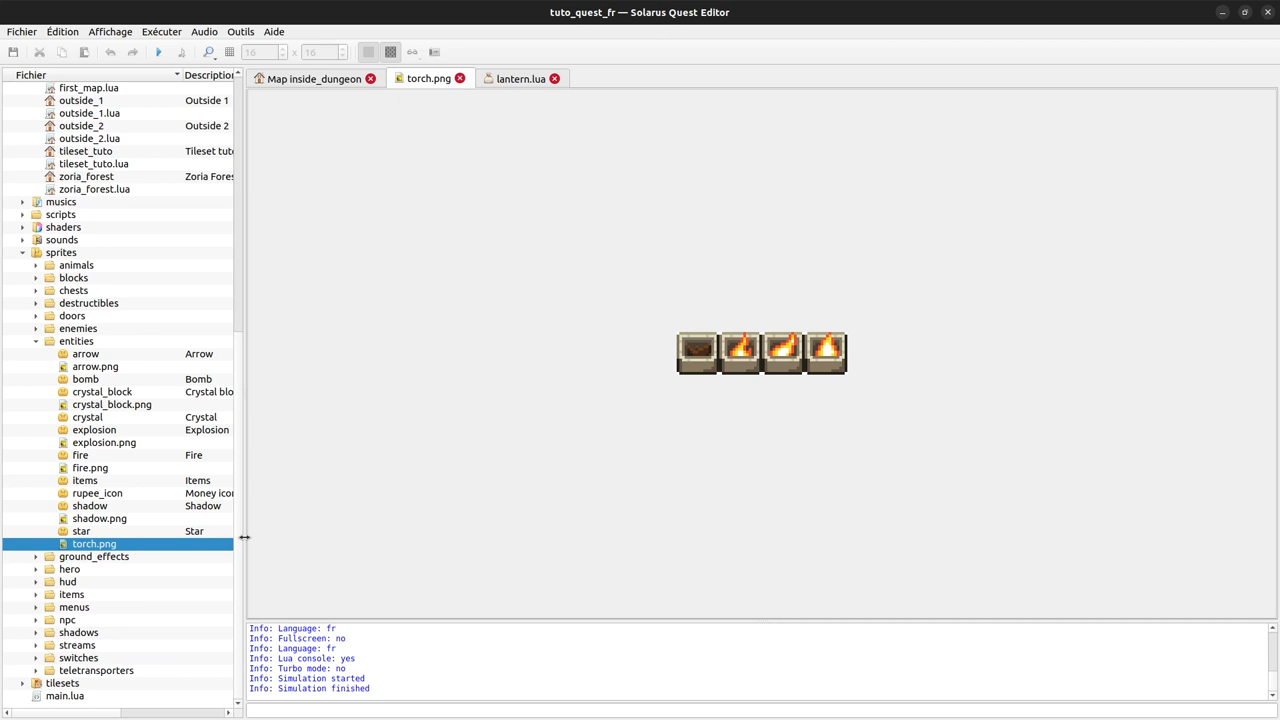 tuto_quest_fr — Solarus Quest Editor
Fichier Édition Affichage Exécuter Audio Outils Aide
16 x 16
Fichier Description
Map inside_dungeon torch.png lantern.lua
first_map.lua
outside_1 Outside 1
outside_1.lua
outside_2 Outside 2
outside_2.lua
tileset_tuto Tileset tuto
tileset_tuto.lua
zoria_forest Zoria Fores
zoria_forest.lua
musics
scripts
shaders
sounds
sprites
animals
blocks
chests
destructibles
doors
enemies
entities
arrow Arrow
arrow.png
bomb Bomb
crystal_block Crystal blo
crystal_block.png
crystal Crystal
explosion Explosion
explosion.png
fire Fire
fire.png
items Items
rupee_icon Money icon
shadow Shadow
shadow.png
star Star
torch.png
ground_effects
hero
hud
items
menus
npc
shadows
streams
switches
teletransporters
tilesets
main.lua
Info: Language: fr
Info: Fullscreen: no
Info: Language: fr
Info: Lua console: yes
Info: Turbo mode: no
Info: Simulation started
Info: Simulation finished